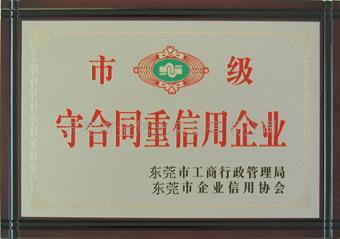 市 级
守合同重信用企业
东莞市工商行政管理局
东莞市企业信用协会